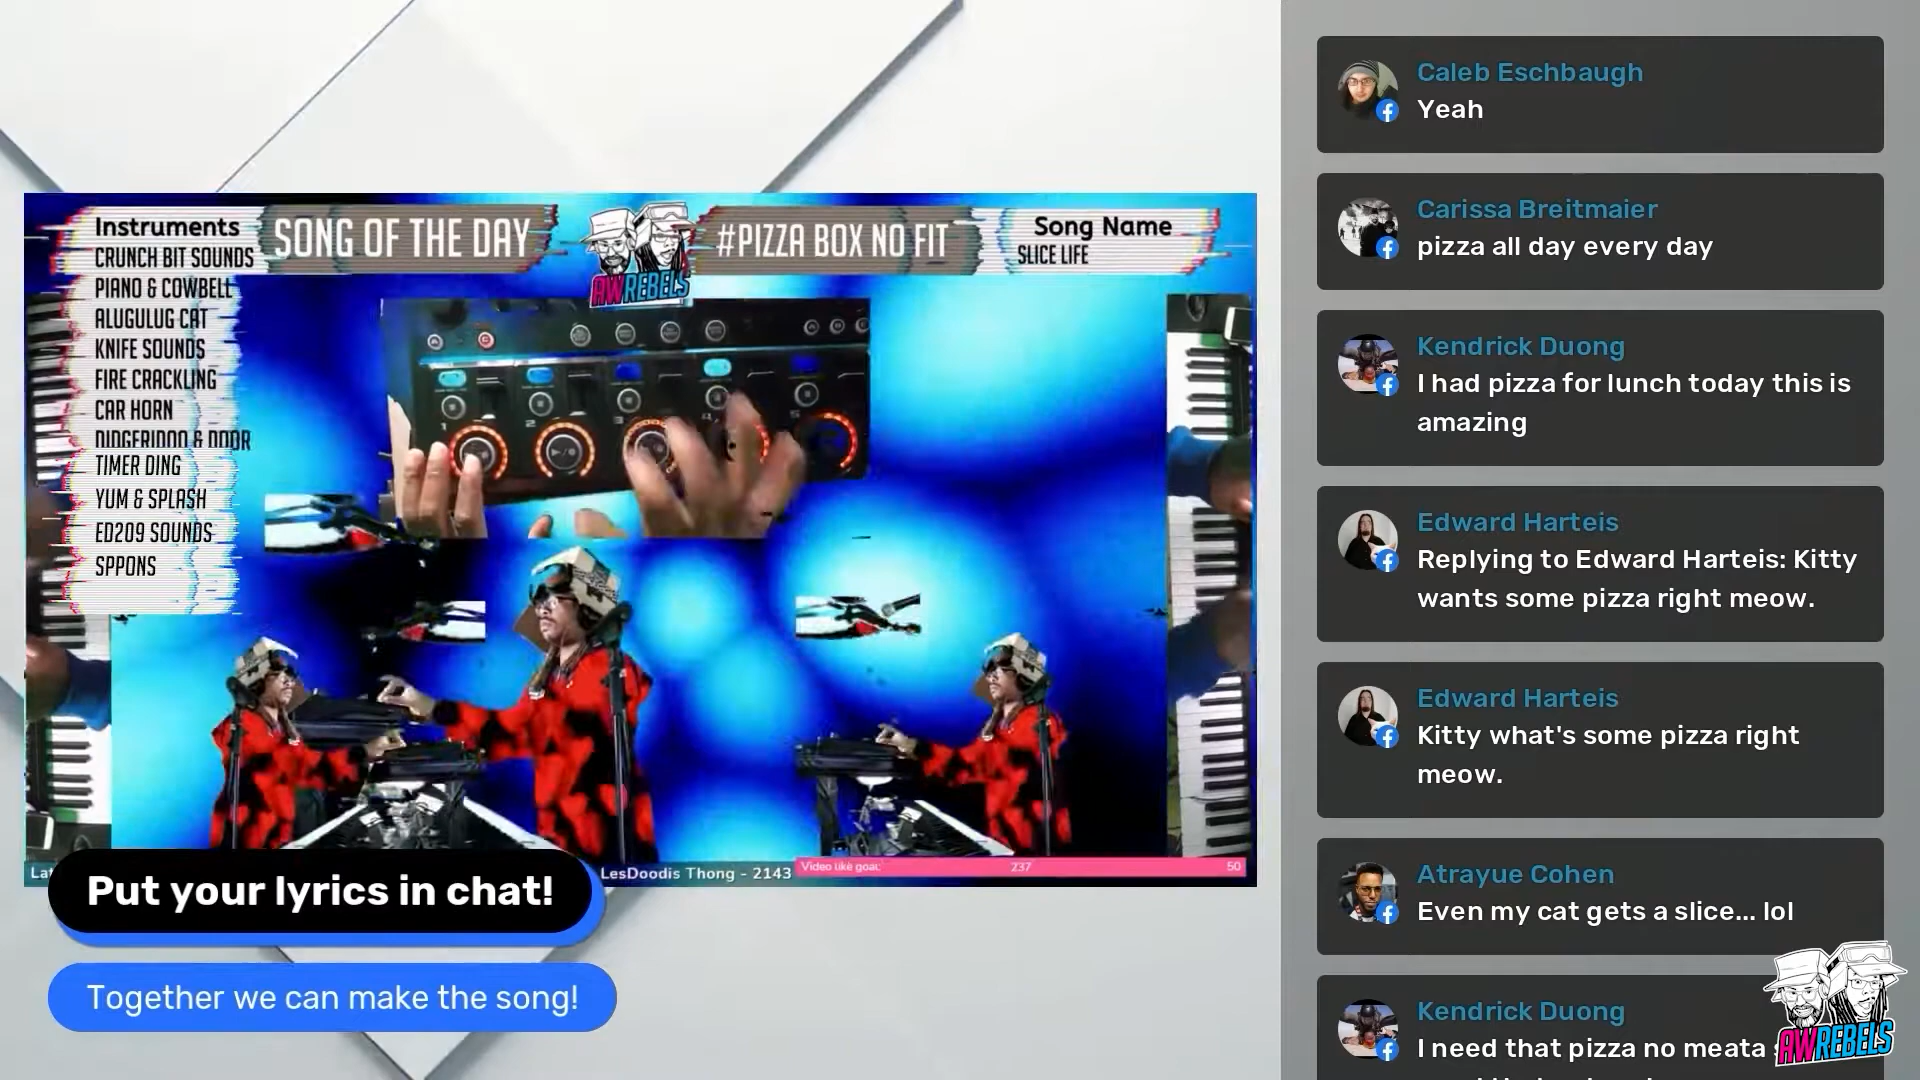 Instruments
CRUNCH BIT SOUNDS
PIANO & COWBELL
ALUGULUG CAT
KNIFE SOUNDS
FIRE CRACKLING
CAR HORN
DIDGERIDOO & DOOR
TIMER DING
YUM & SPLASH
ED209 SOUNDS
SPPONS
SONG OF THE DAY
AWREBELS
#PIZZA BOX NO FIT
Song Name
SLICE LIFE
LesDoodis Thong - 2143
Video like goal:
237
50
Put your lyrics in chat!
Together we can make the song!
Caleb Eschbaugh
Yeah
Carissa Breitmaier
pizza all day every day
Kendrick Duong
I had pizza for lunch today this is
amazing
Edward Harteis
Replying to Edward Harteis: Kitty
wants some pizza right meow.
Edward Harteis
Kitty what's some pizza right
meow.
Atrayue Cohen
Even my cat gets a slice... lol
Kendrick Duong
I need that pizza no meata
AWREBELS